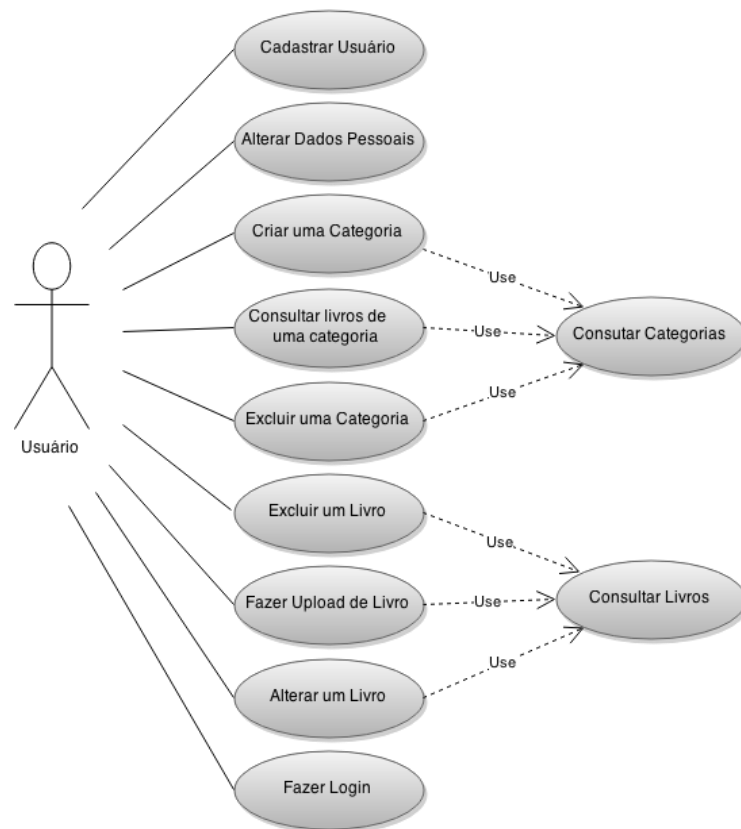 Cadastrar Usuário
Alterar Dados Pessoais
Criar uma Categoria
Use
Consultar livros de
uma categoria
Use
Consutar Categorias
Excluir uma Categoria
Use
Usuário
Excluir um Livro
Use
Fazer Upload de Livro
Use
Consultar Livros
Alterar um Livro
Use
Fazer Login